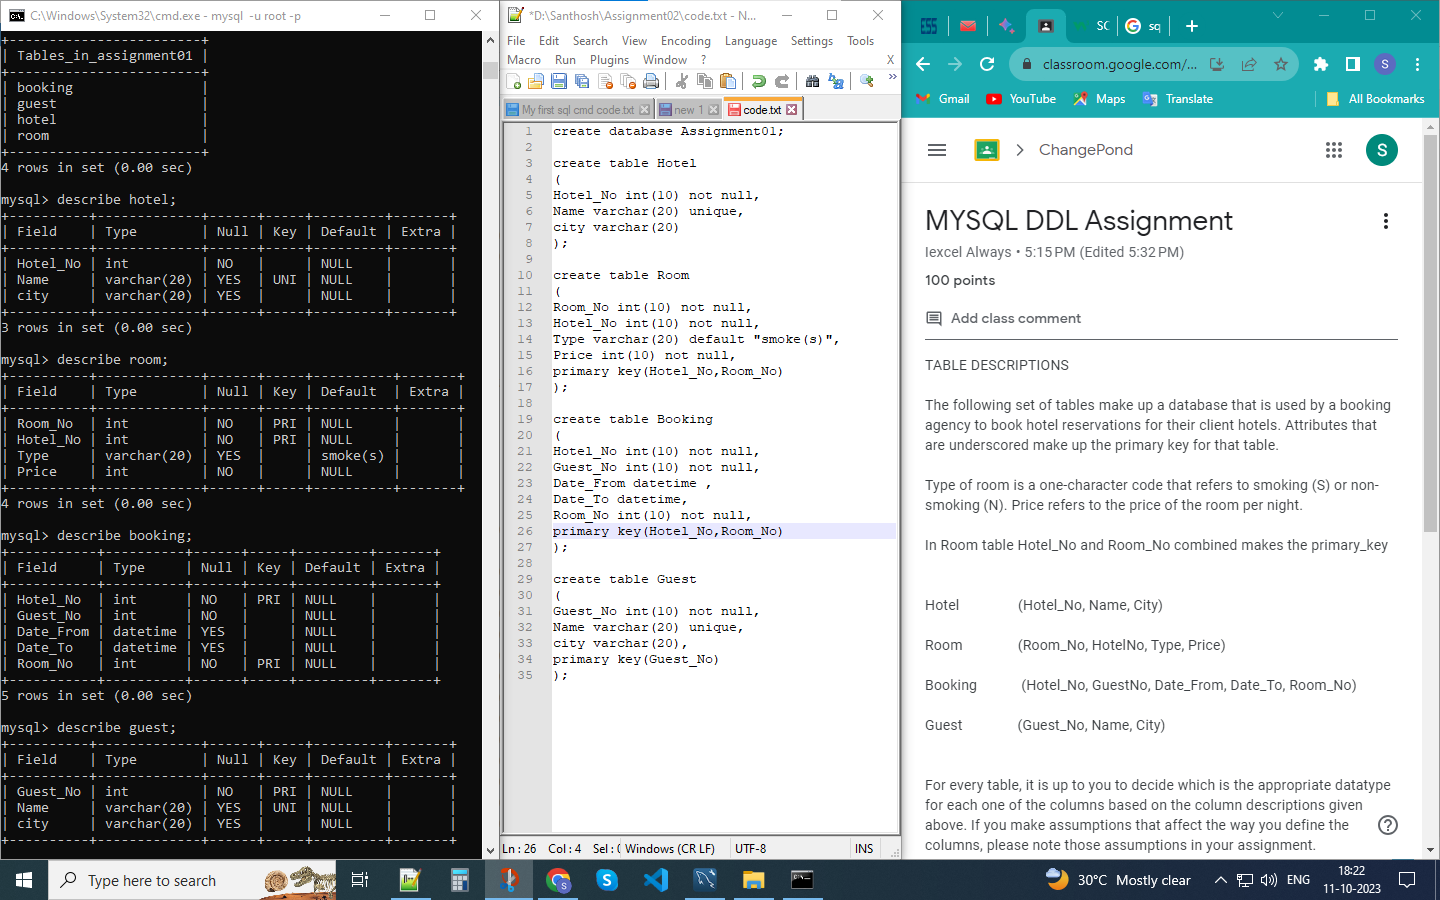 C:\Windows\System32\cmd.exe - mysql -u root -p
+------------------------+
| Tables_in_assignment01 |
+------------------------+
| booking                |
| guest                  |
| hotel                  |
| room                   |
+------------------------+
4 rows in set (0.00 sec)
mysql> describe hotel;
+----------+-------------+------+-----+---------+-------+
| Field    | Type        | Null | Key | Default | Extra |
+----------+-------------+------+-----+---------+-------+
| Hotel_No | int         | NO   |     | NULL    |       |
| Name     | varchar(20) | YES  | UNI | NULL    |       |
| city     | varchar(20) | YES  |     | NULL    |       |
+----------+-------------+------+-----+---------+-------+
3 rows in set (0.00 sec)
mysql> describe room;
+----------+-------------+------+-----+----------+-------+
| Field    | Type        | Null | Key | Default  | Extra |
+----------+-------------+------+-----+----------+-------+
| Room_No  | int         | NO   | PRI | NULL     |       |
| Hotel_No | int         | NO   | PRI | NULL     |       |
| Type     | varchar(20) | YES  |     | smoke(s) |       |
| Price    | int         | NO   |     | NULL     |       |
+----------+-------------+------+-----+----------+-------+
4 rows in set (0.00 sec)
mysql> describe booking;
+-----------+----------+------+-----+---------+-------+
| Field     | Type     | Null | Key | Default | Extra |
+-----------+----------+------+-----+---------+-------+
| Hotel_No  | int      | NO   | PRI | NULL    |       |
| Guest_No  | int      | NO   |     | NULL    |       |
| Date_From | datetime | YES  |     | NULL    |       |
| Date_To   | datetime | YES  |     | NULL    |       |
| Room_No   | int      | NO   | PRI | NULL    |       |
+-----------+----------+------+-----+---------+-------+
5 rows in set (0.00 sec)
mysql> describe guest;
+----------+-------------+------+-----+---------+-------+
| Field    | Type        | Null | Key | Default | Extra |
+----------+-------------+------+-----+---------+-------+
| Guest_No | int         | NO   | PRI | NULL    |       |
| Name     | varchar(20) | YES  | UNI | NULL    |       |
| city     | varchar(20) | YES  |     | NULL    |       |
+----------+-------------+------+-----+---------+-------+
*D:\Santhosh\Assignment02\code.txt - N...
File Edit Search View Encoding Language Settings Tools
Macro Run Plugins Window ? X
My first sql cmd code.txt new 1 code.txt
1 create database Assignment01;
2
3 create table Hotel
4 (
5 Hotel_No int(10) not null,
6 Name varchar(20) unique,
7 city varchar(20)
8 );
9
10 create table Room
11 (
12 Room_No int(10) not null,
13 Hotel_No int(10) not null,
14 Type varchar(20) default "smoke(s)",
15 Price int(10) not null,
16 primary key(Hotel_No,Room_No)
17 );
18
19 create table Booking
20 (
21 Hotel_No int(10) not null,
22 Guest_No int(10) not null,
23 Date_From datetime ,
24 Date_To datetime,
25 Room_No int(10) not null,
26 primary key(Hotel_No,Room_No)
27 );
28
29 create table Guest
30 (
31 Guest_No int(10) not null,
32 Name varchar(20) unique,
33 city varchar(20),
34 primary key(Guest_No)
35 );
Ln : 26 Col : 4 Sel : ( Windows (CR LF) UTF-8 INS
ESS SC sq
classroom.google.com/... S
Gmail YouTube Maps Translate All Bookmarks
ChangePond S
MYSQL DDL Assignment
Iexcel Always • 5:15 PM (Edited 5:32 PM)
100 points
Add class comment
TABLE DESCRIPTIONS
The following set of tables make up a database that is used by a booking
agency to book hotel reservations for their client hotels. Attributes that
are underscored make up the primary key for that table.
Type of room is a one-character code that refers to smoking (S) or non-
smoking (N). Price refers to the price of the room per night.
In Room table Hotel_No and Room_No combined makes the primary_key
Hotel (Hotel_No, Name, City)
Room (Room_No, HotelNo, Type, Price)
Booking (Hotel_No, GuestNo, Date_From, Date_To, Room_No)
Guest (Guest_No, Name, City)
For every table, it is up to you to decide which is the appropriate datatype
for each one of the columns based on the column descriptions given
above. If you make assumptions that affect the way you define the
columns, please note those assumptions in your assignment.
Type here to search
30°C Mostly clear
ENG
18:22
11-10-2023